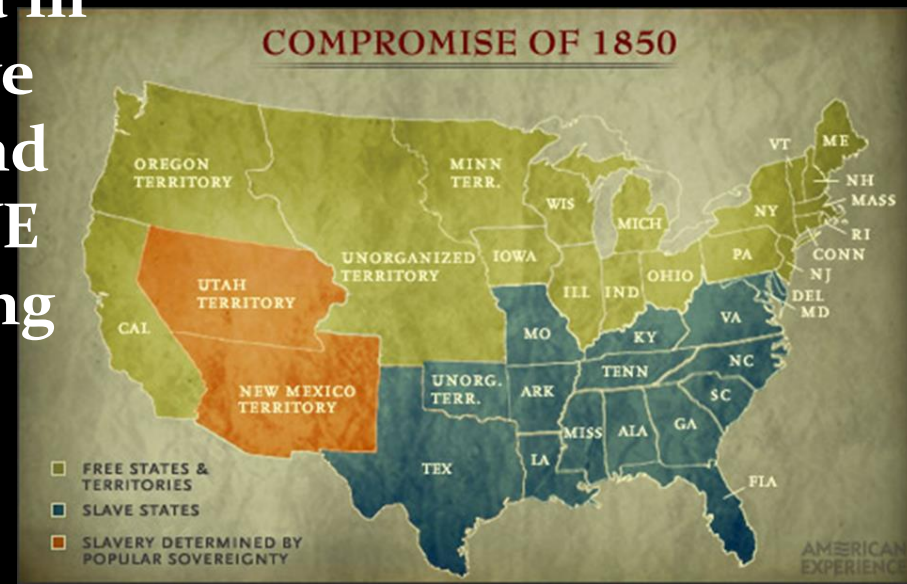 COMPROMISE OF 1850
OREGON
TERRITORY
MINN
TERR.
WIS
MICH
VT
ME
NH
MASS
NY
RI
CONN
NJ
PA
DEL
MD
UNORGANIZED
TERRITORY
IOWA
ILL
IND
OHIO
UTAH
TERRITORY
CAL
MO
KY
VA
NEW MEXICO
TERRITORY
UNORG.
TERR.
ARK
TENN
NC
SC
MISS
ALA
GA
LA
TEX
FLA
FREE STATES &
TERRITORIES
SLAVE STATES
SLAVERY DETERMINED BY
POPULAR SOVEREIGNTY
AMERICAN
EXPERIENCE